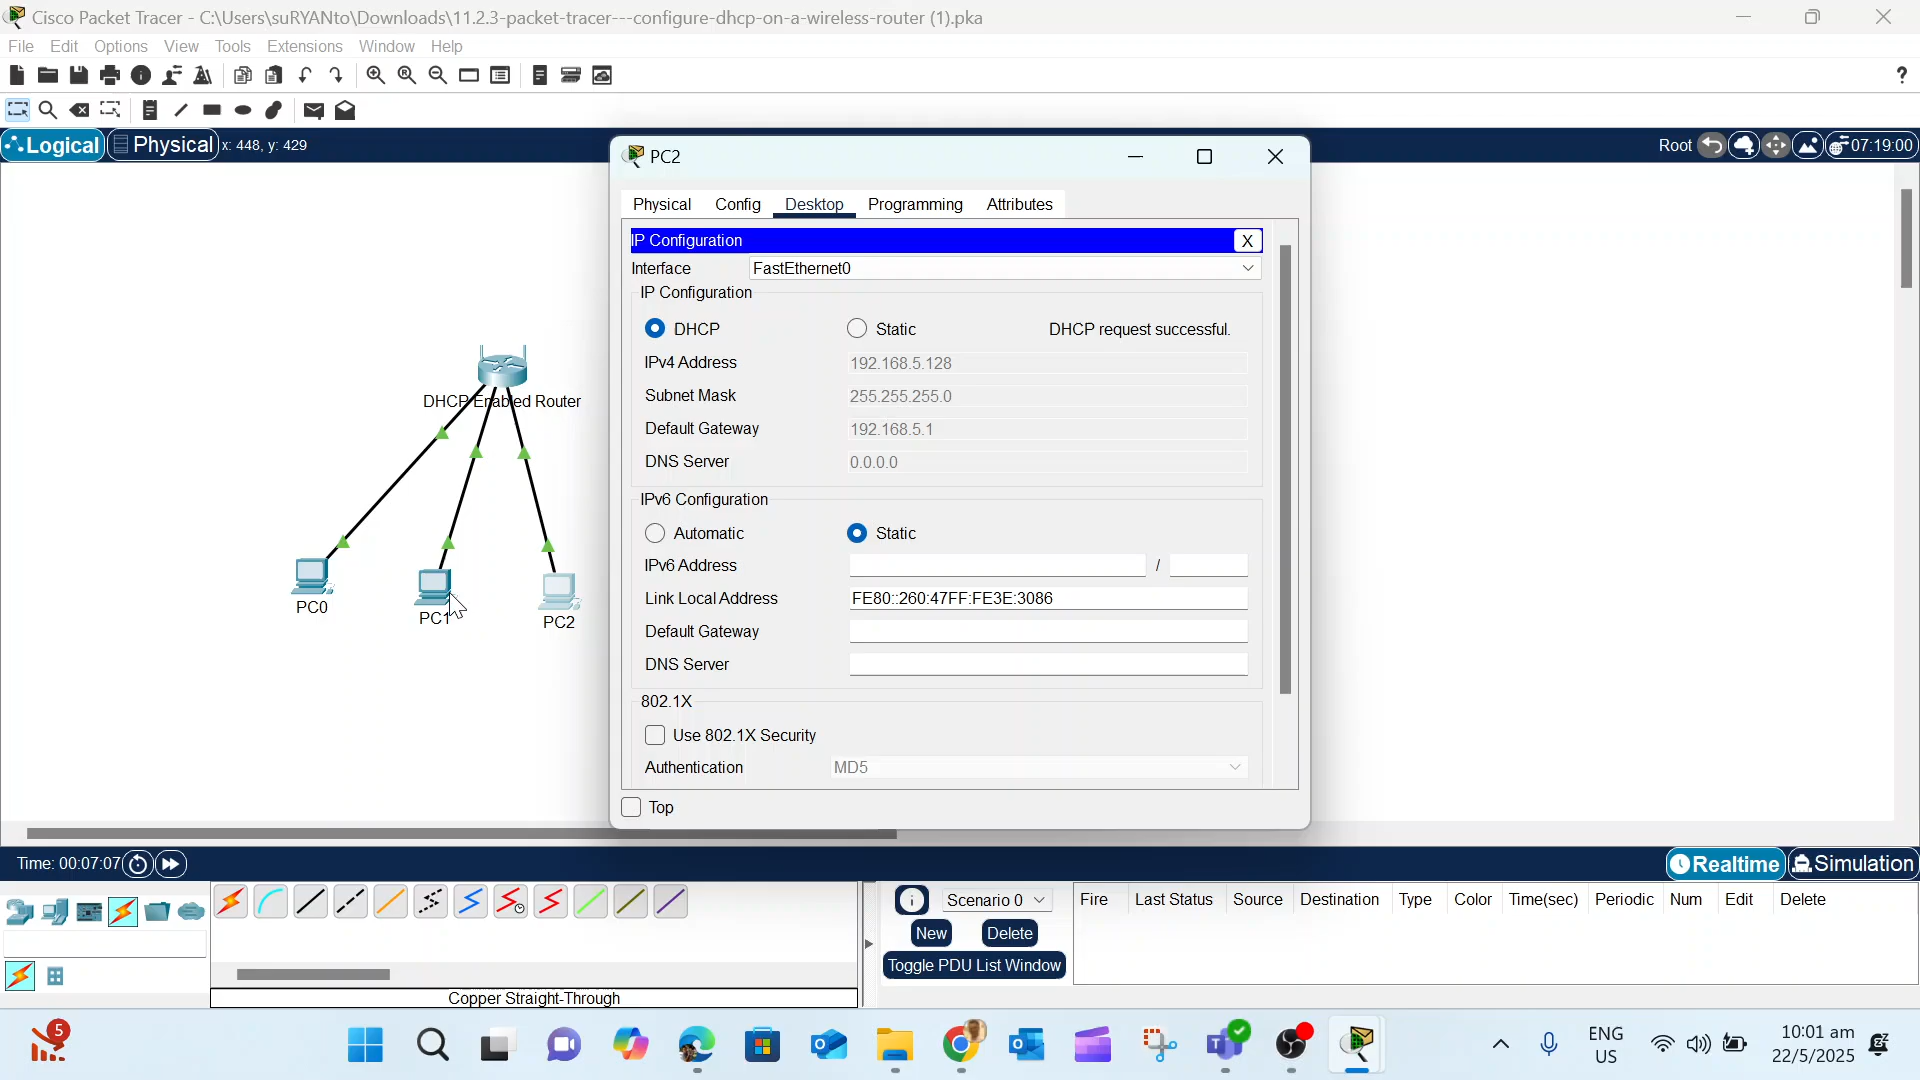 Cisco Packet Tracer - C:\Users\suRYANto\Downloads\11.2.3-packet-tracer---configure-dhcp-on-a-wireless-router (1).pka
File Edit Options View Tools Extensions Window Help
?
Logical Physical x: 448, y: 429 Root 07:19:00
DHCP Enabled Router
PC0
PC1
PC2
PC2
Physical Config Desktop Programming Attributes
IP Configuration X
Interface FastEthernet0
IP Configuration
DHCP Static DHCP request successful.
IPv4 Address 192.168.5.128
Subnet Mask 255.255.255.0
Default Gateway 192.168.5.1
DNS Server 0.0.0.0
IPv6 Configuration
Automatic Static
IPv6 Address /
Link Local Address FE80::260:47FF:FE3E:3086
Default Gateway
DNS Server
802.1X
Use 802.1X Security
Authentication MD5
Top
Time: 00:07:07 Realtime Simulation
Scenario 0
New Delete
Toggle PDU List Window
Fire Last Status Source Destination Type Color Time(sec) Periodic Num Edit Delete
Copper Straight-Through
5
ENG
US
10:01 am
22/5/2025